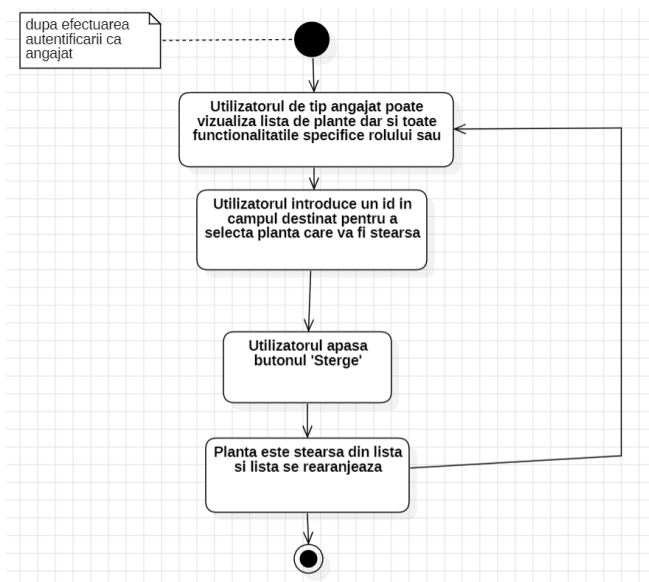 dupa efectuarea
autentificarii ca
angajat
Utilizatorul de tip angajat poate
vizualiza lista de plante dar si toate
functionalitatile specifice rolului sau
Utilizatorul introduce un id in
campul destinat pentru a
selecta planta care va fi stearsa
Utilizatorul apasa
butonul 'Sterge'
Planta este stearsa din lista
si lista se rearanjeaza